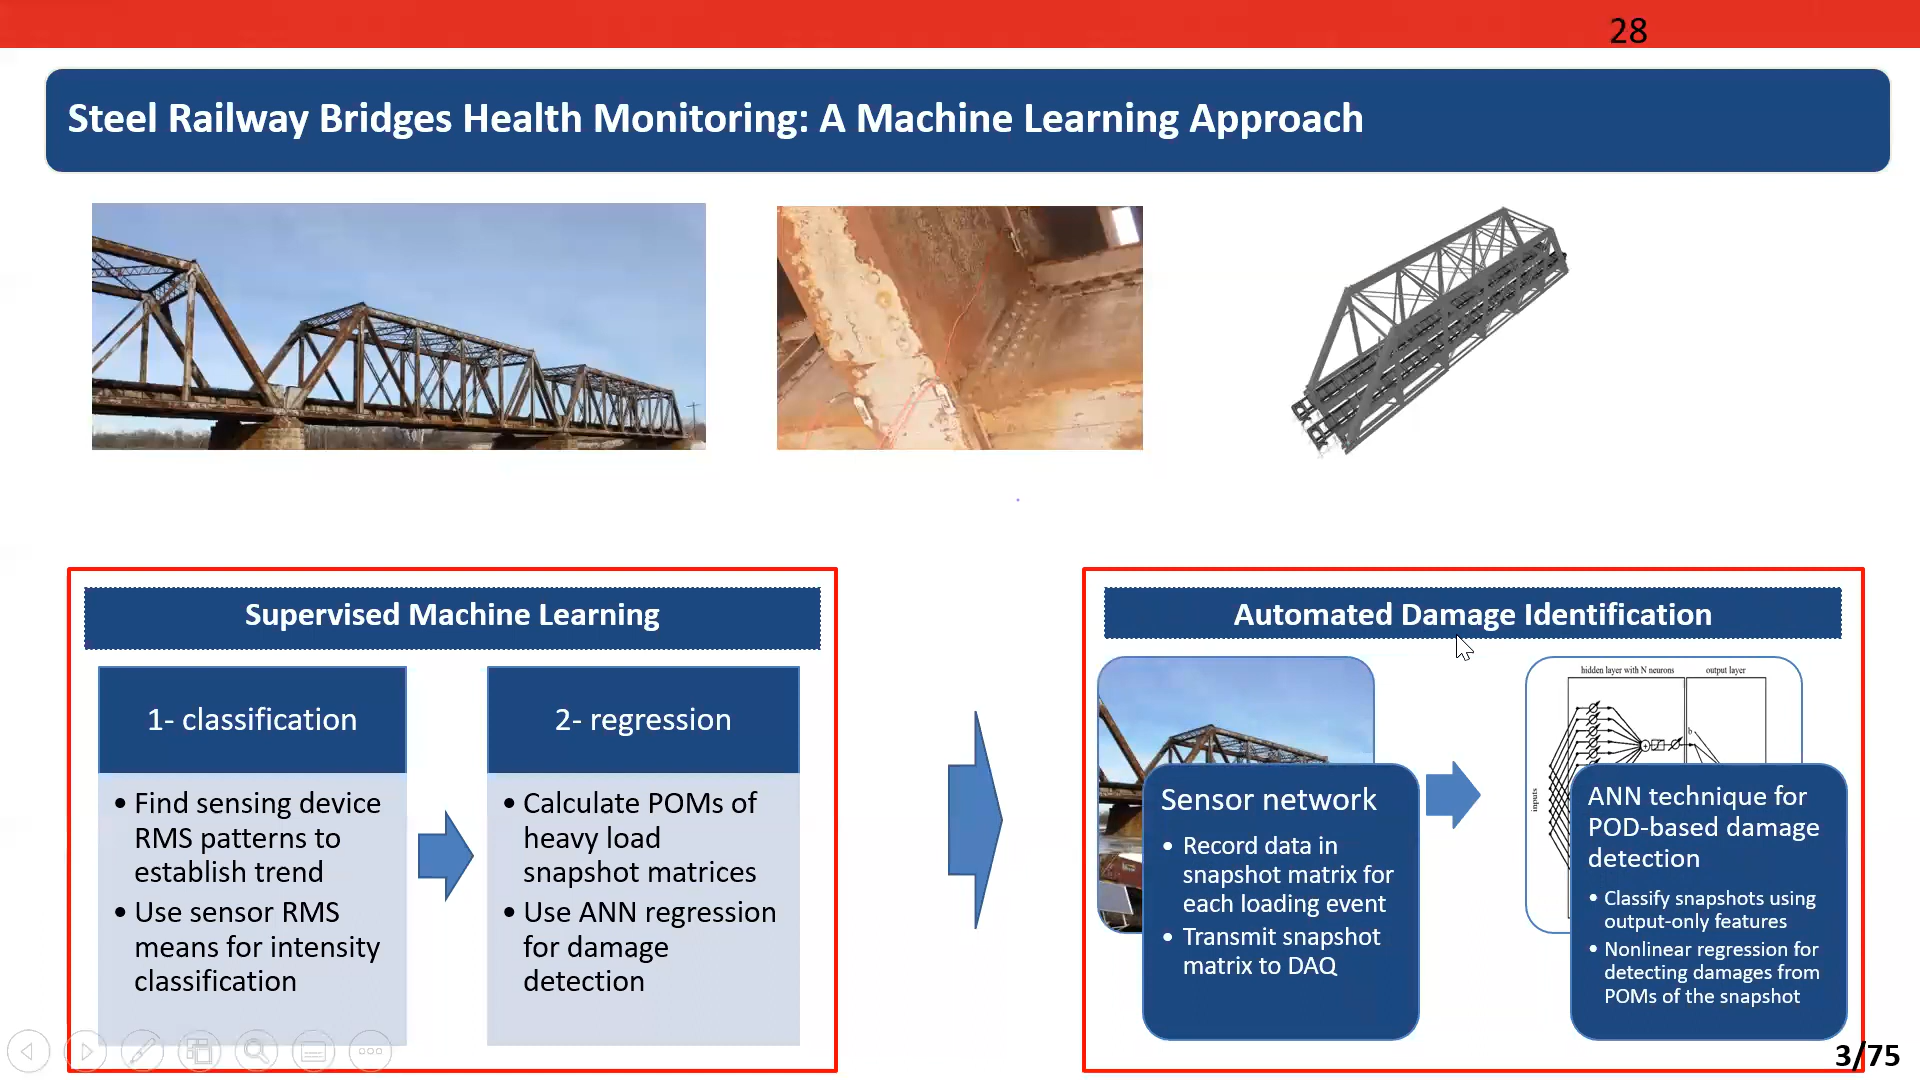 28
Steel Railway Bridges Health Monitoring: A Machine Learning Approach
Supervised Machine Learning
1- classification
• Find sensing device
RMS patterns to
establish trend
• Use sensor RMS
means for intensity
classification
2- regression
• Calculate POMs of
heavy load
snapshot matrices
• Use ANN regression
for damage
detection
Automated Damage Identification
Sensor network
• Record data in
snapshot matrix for
each loading event
• Transmit snapshot
matrix to DAQ
hidden layer with N neurons
output layer
inputs
b
ANN technique for
POD-based damage
detection
• Classify snapshots using
output-only features
• Nonlinear regression for
detecting damages from
POMs of the snapshot
3/75